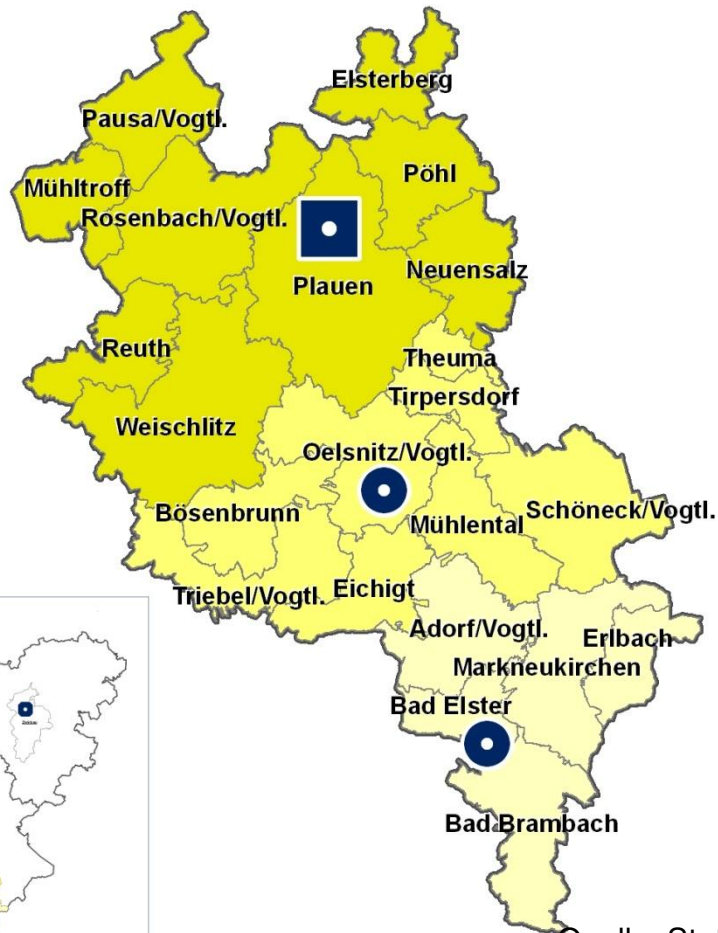 Elsterberg
Pausa/Vogtl.
Pöhl
Mühltroff
Rosenbach/Vogtl.
Neuensalz
Plauen
Reuth
Theuma
Tirpersdorf
Weischlitz
Oelsnitz/Vogtl.
Bösenbrunn
Schöneck/Vogtl.
Mühlental
Eichigt
Triebel/Vogtl.
Adorf/Vogtl.
Erlbach
Markneukirchen
Bad Elster
Bad Brambach